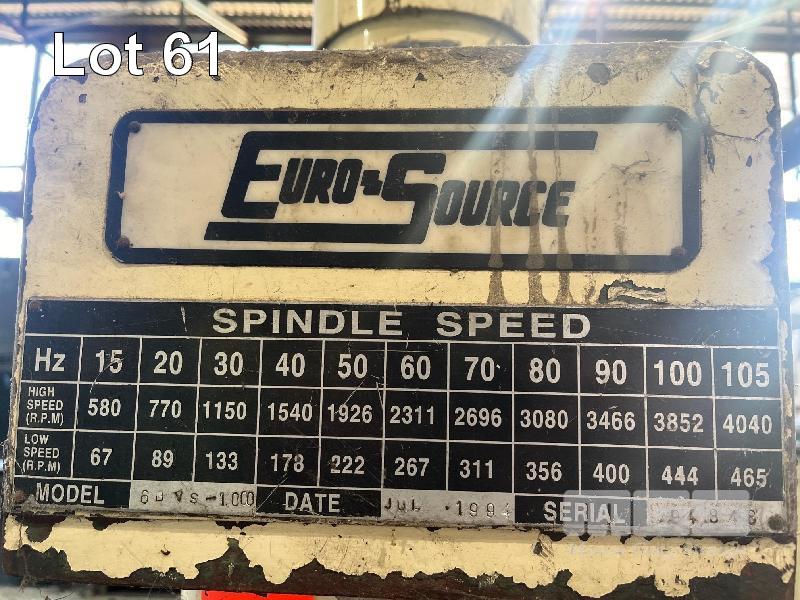 Lot 61
EURO SOURCE
SPINDLE SPEED
Hz 15 20 30 40 50 60 70 80 90 100 105
HIGH SPEED (R.P.M) 580 770 1150 1540 1926 2311 2696 3080 3466 3852 4040
LOW SPEED (R.P.M) 67 89 133 178 222 267 311 356 400 444 465
MODEL DATE JUL .1994 SERIAL